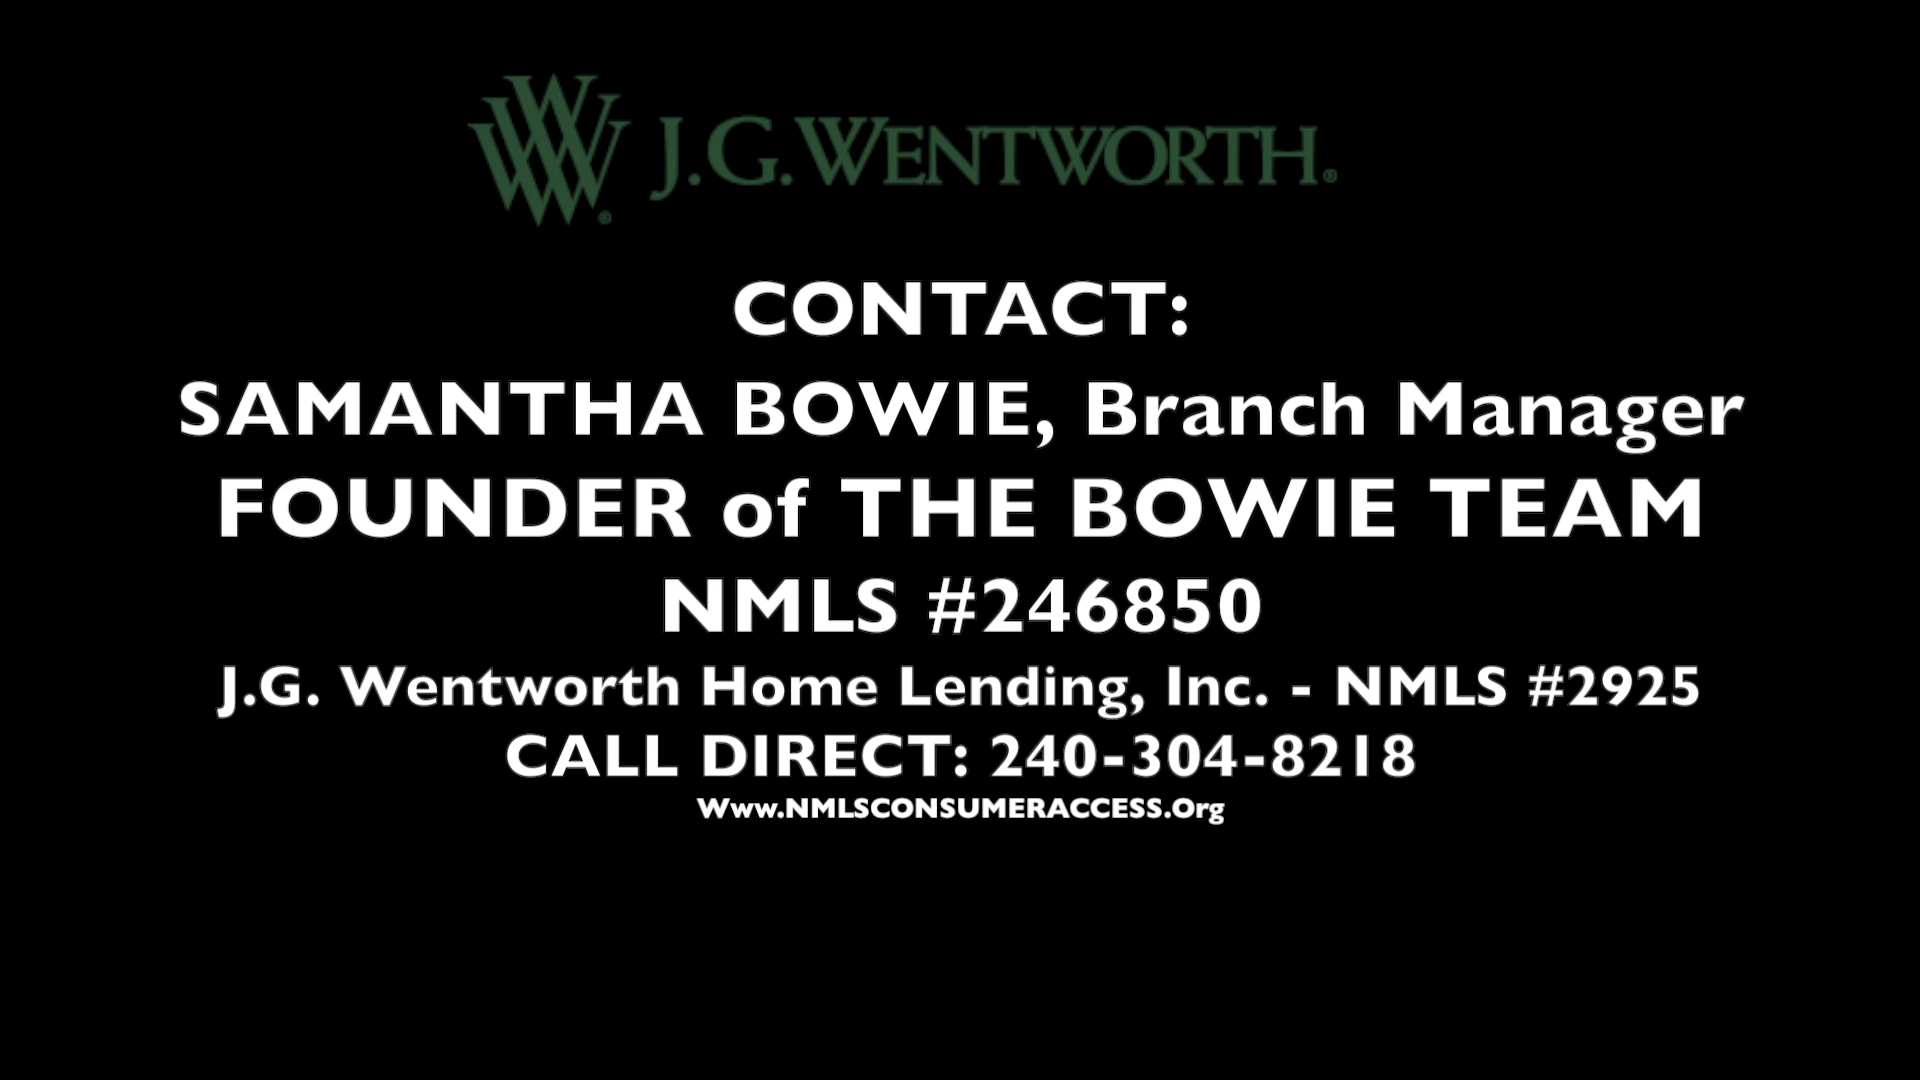 J.G. WENTWORTH®
CONTACT:
SAMANTHA BOWIE, Branch Manager
FOUNDER of THE BOWIE TEAM
NMLS #246850
J.G. Wentworth Home Lending, Inc. - NMLS #2925
CALL DIRECT: 240-304-8218
Www.NMLSCONSUMERACCESS.Org